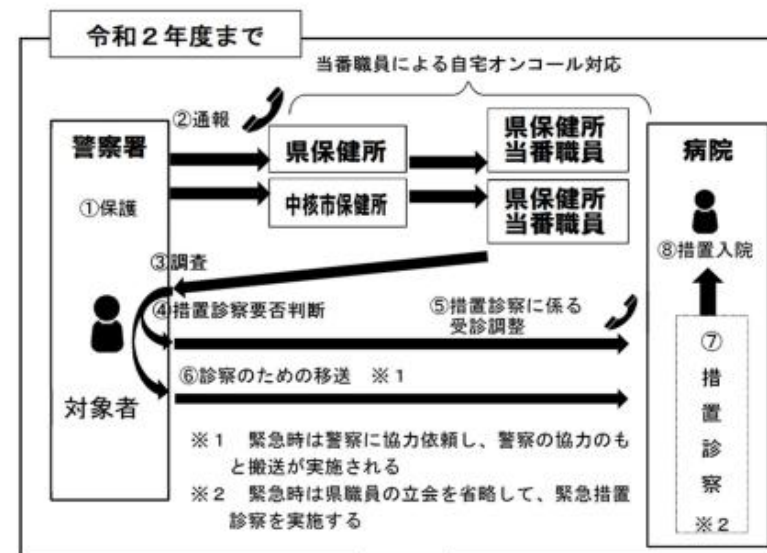 令和２年度まで
当番職員による自宅オンコール対応
②通報
警察署
①保護
県保健所
中核市保健所
県保健所
当番職員
県保健所
当番職員
病院
⑧措置入院
③調査
④措置診察要否判断
⑤措置診察に係る
受診調整
⑥診察のための移送　※１
対象者
⑦
措
置
診
察
※２
※１　緊急時は警察に協力依頼し、警察の協力のも
と搬送が実施される
※２　緊急時は県職員の立会を省略して、緊急措置
診察を実施する